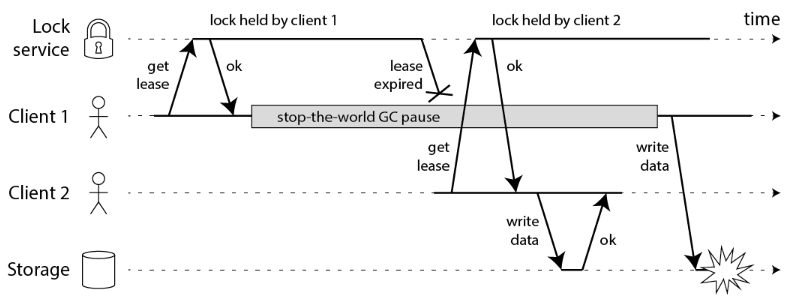 lock held by client 1
lock held by client 2
time
Lock
service
get
lease
ok
lease
expired
ok
Client 1
stop-the-world GC pause
get
lease
write
data
Client 2
write
data
ok
Storage